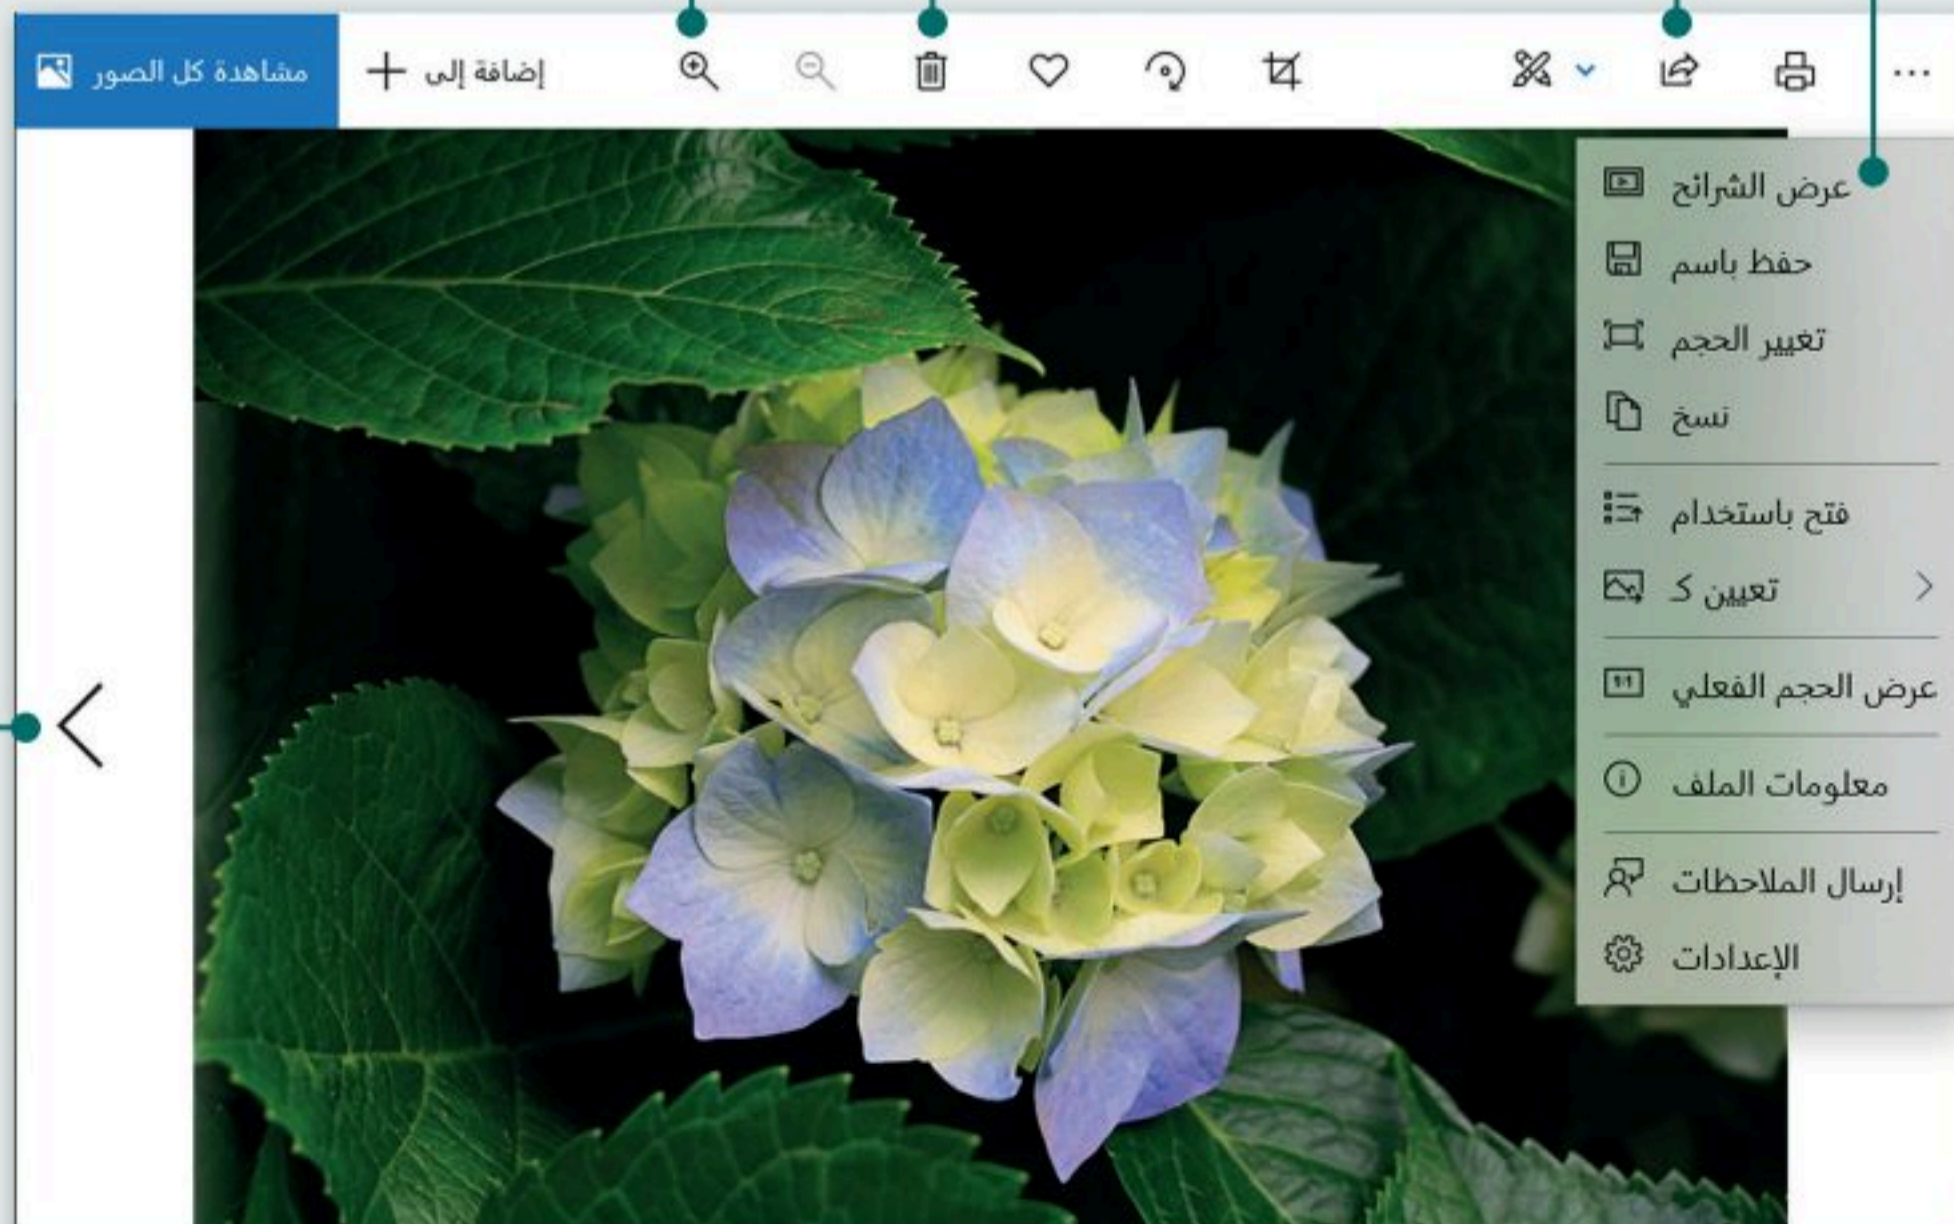 مشاهدة كل الصور
إضافة إلى
عرض الشرائح
حفظ باسم
تغيير الحجم
نسخ
فتح باستخدام
تعيين ك
عرض الحجم الفعلي
معلومات الملف
إرسال الملاحظات
الإعدادات